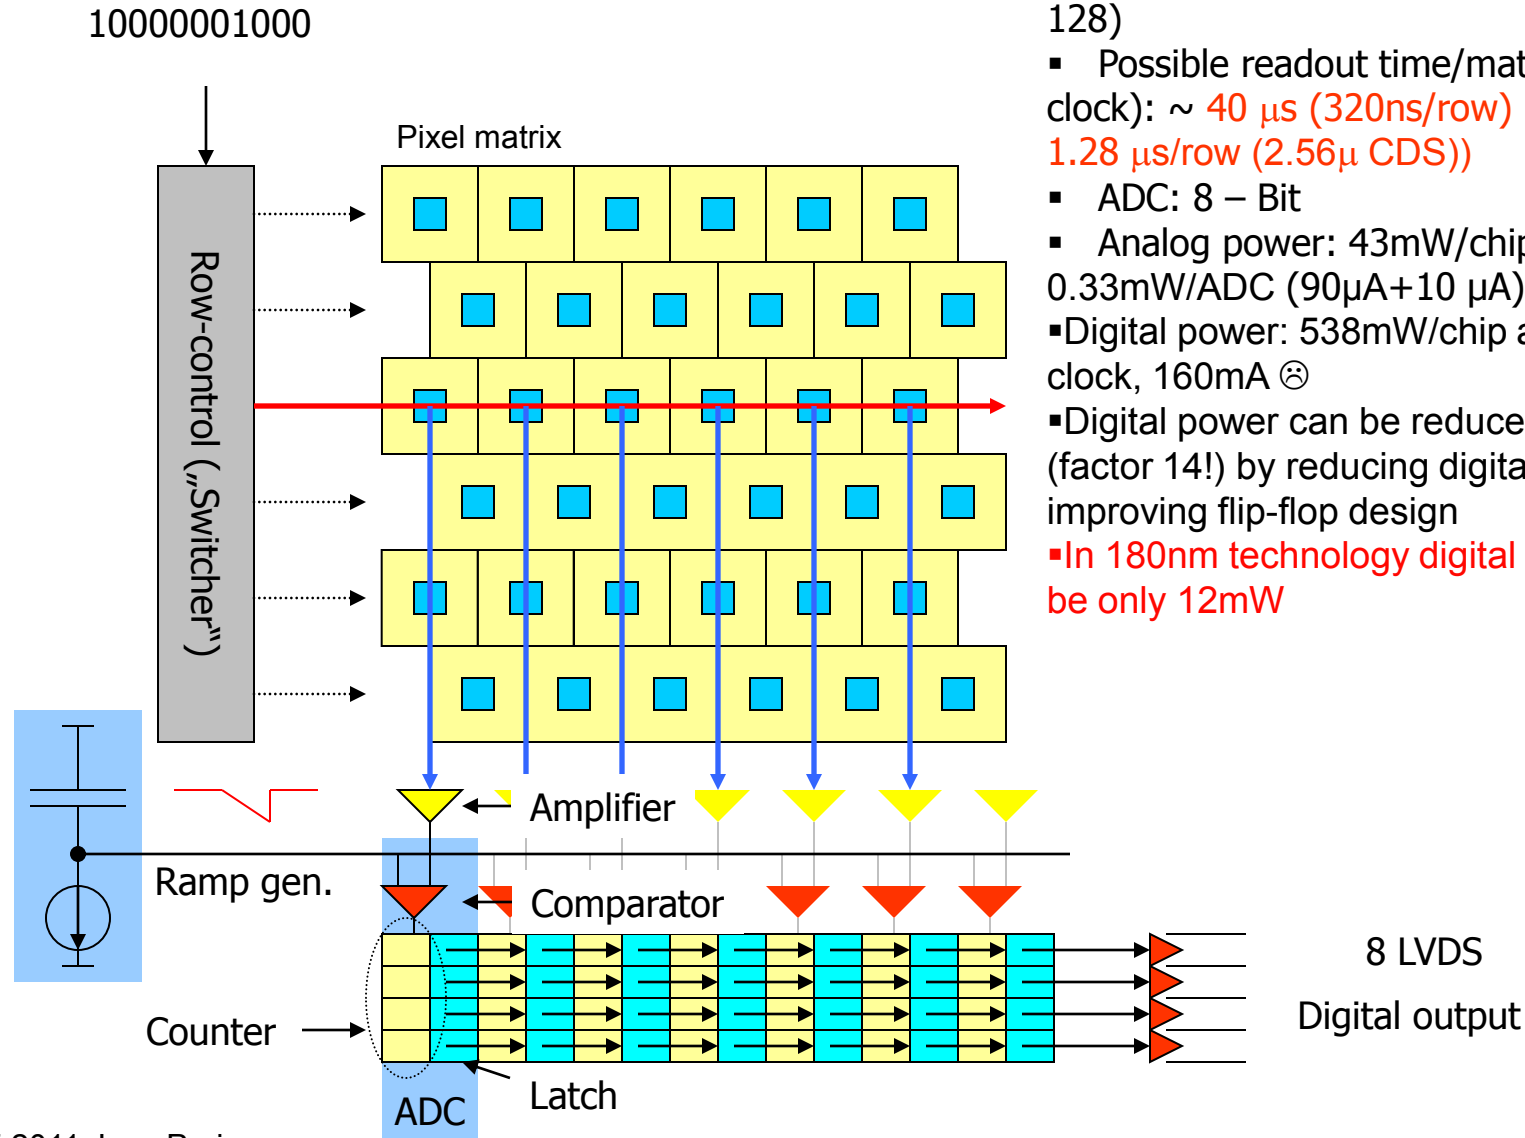 10000001000
128)
▪ Possible readout time/mat
clock): ~ 40 µs (320ns/row)
1.28 µs/row (2.56µ CDS))
▪ ADC: 8 – Bit
▪ Analog power: 43mW/chip
0.33mW/ADC (90µA+10 µA)
▪Digital power: 538mW/chip a
clock, 160mA ☹
▪Digital power can be reduce
(factor 14!) by reducing digita
improving flip-flop design
▪In 180nm technology digital
be only 12mW
Pixel matrix
Row-control („Switcher“)
Amplifier
Ramp gen.
Comparator
8 LVDS
Digital output
Counter
Latch
ADC